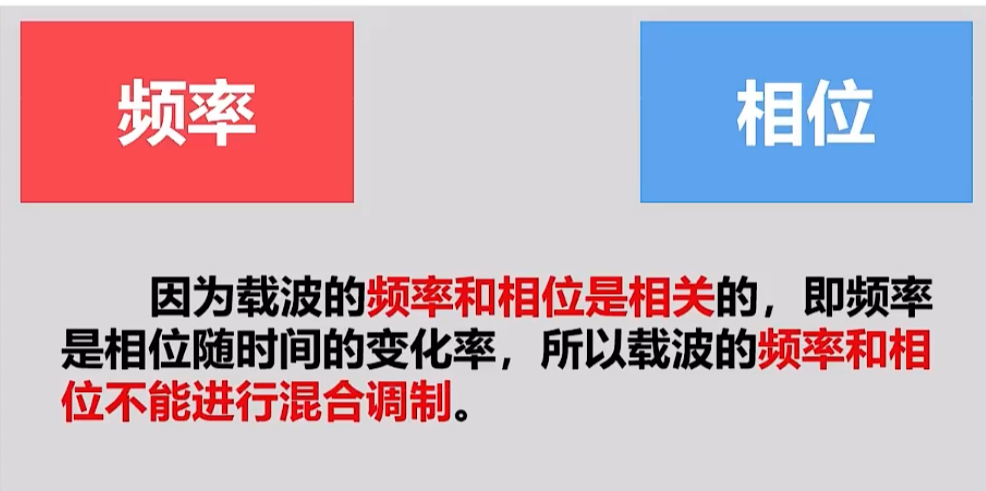 频率
相位
因为载波的频率和相位是相关的，即频率
是相位随时间的变化率，所以载波的频率和相
位不能进行混合调制。